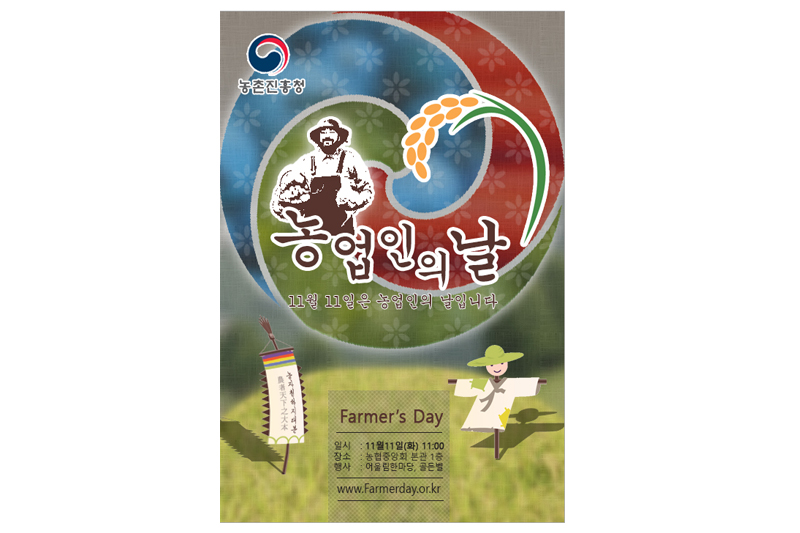 농촌진흥청
농업인의날
11월 11일은 농업인의 날입니다
농자천하지대본
農者天下之大本
Farmer's Day
일시 : 11월11일(화) 11:00
장소 : 농협중앙회 본관 1층
행사 : 어울림한마당, 골든벨
www.Farmerday.or.kr